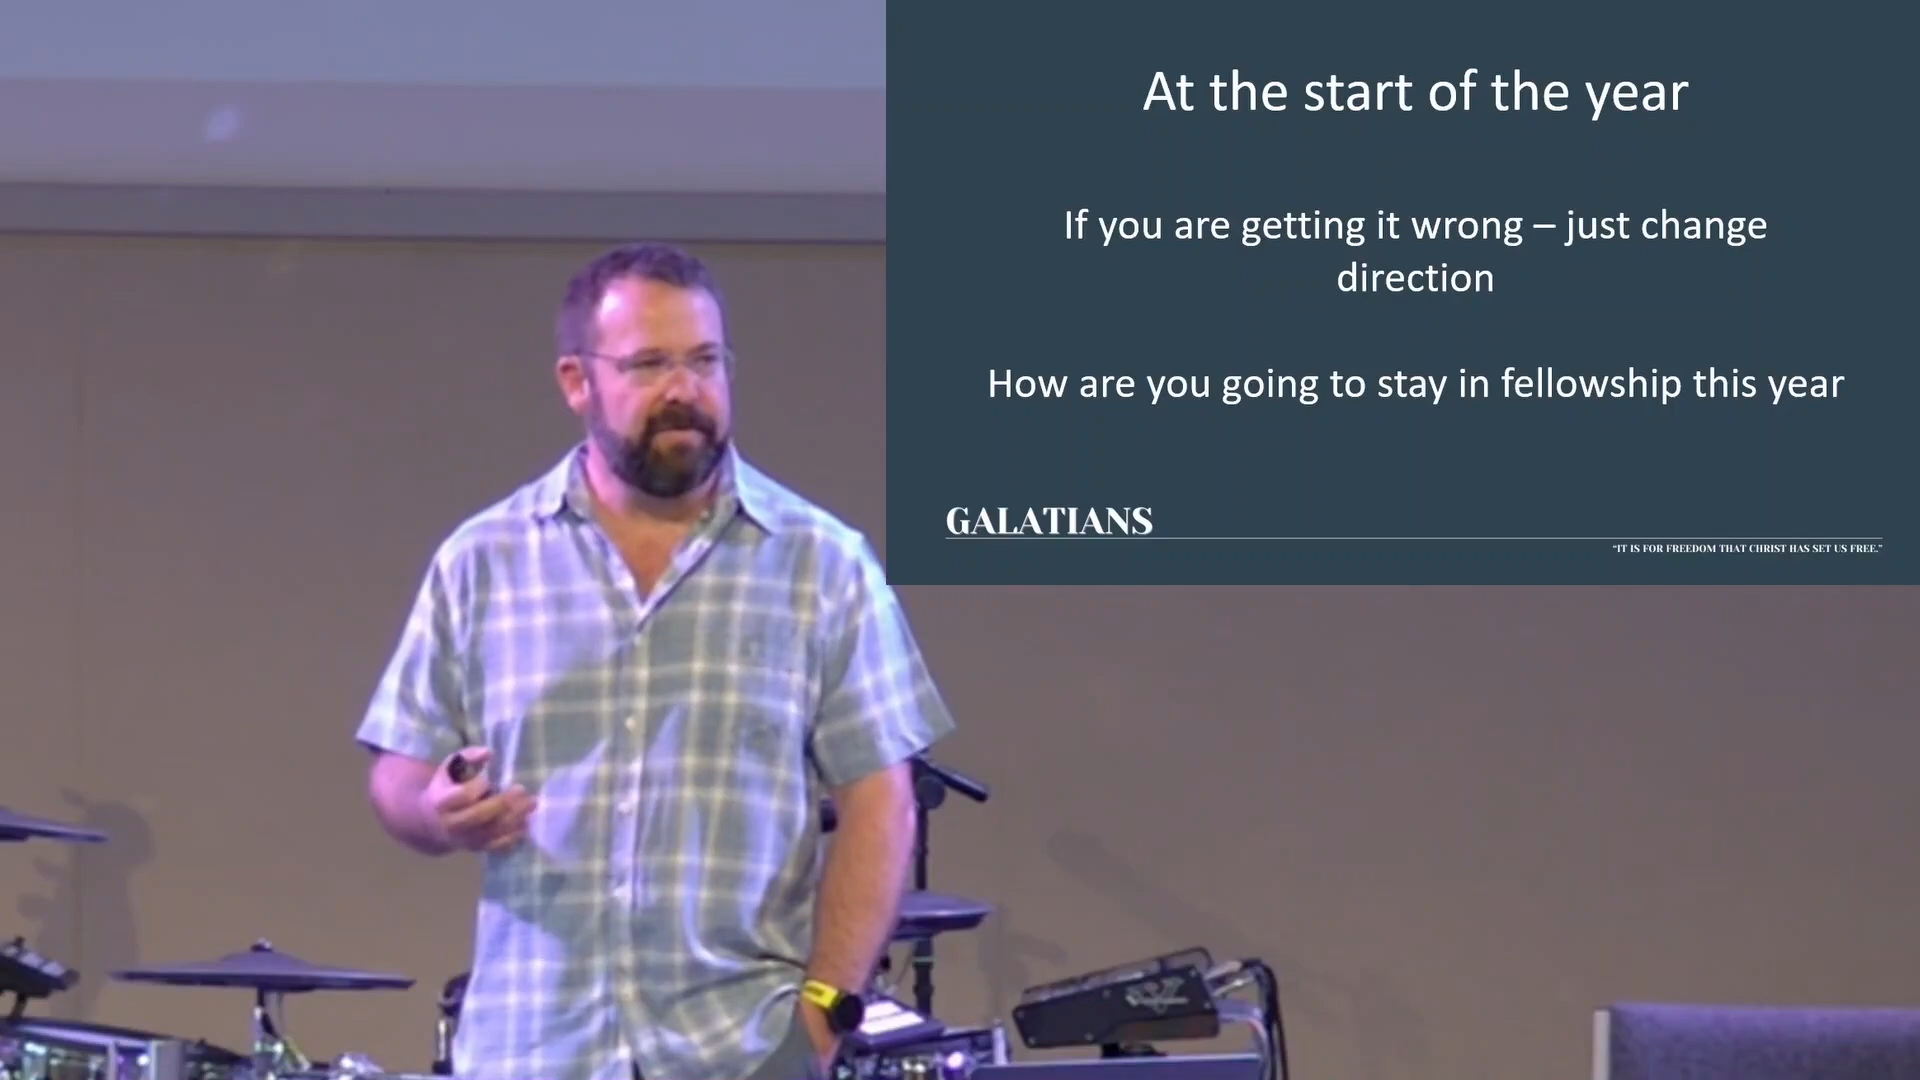 At the start of the year
If you are getting it wrong – just change
direction
How are you going to stay in fellowship this year
GALATIANS
“IT IS FOR FREEDOM THAT CHRIST HAS SET US FREE.”